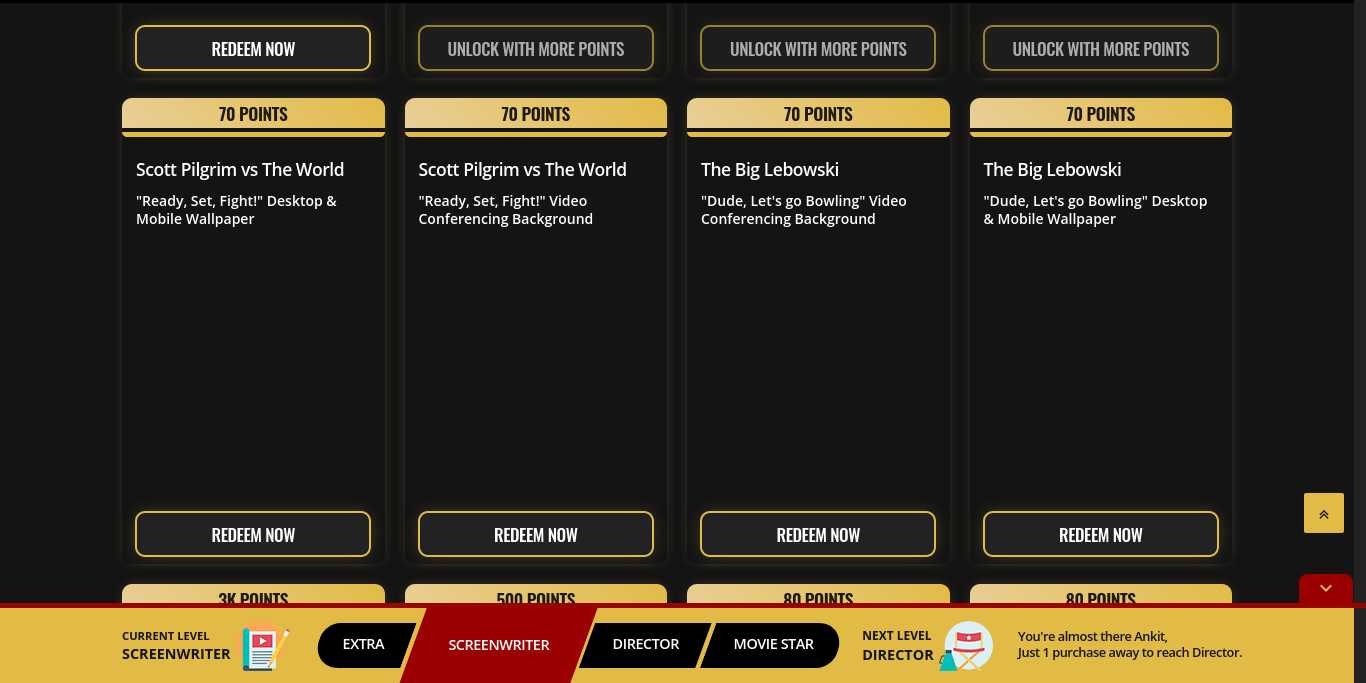 REDEEM NOW
UNLOCK WITH MORE POINTS
UNLOCK WITH MORE POINTS
UNLOCK WITH MORE POINTS
70 POINTS
Scott Pilgrim vs The World
"Ready, Set, Fight!" Desktop &
Mobile Wallpaper
REDEEM NOW
70 POINTS
Scott Pilgrim vs The World
"Ready, Set, Fight!" Video
Conferencing Background
REDEEM NOW
70 POINTS
The Big Lebowski
"Dude, Let's go Bowling" Video
Conferencing Background
REDEEM NOW
70 POINTS
The Big Lebowski
"Dude, Let's go Bowling" Desktop
& Mobile Wallpaper
REDEEM NOW
3K POINTS
500 POINTS
80 POINTS
80 POINTS
CURRENT LEVEL
SCREENWRITER
EXTRA
SCREENWRITER
DIRECTOR
MOVIE STAR
NEXT LEVEL
DIRECTOR
You're almost there Ankit,
Just 1 purchase away to reach Director.